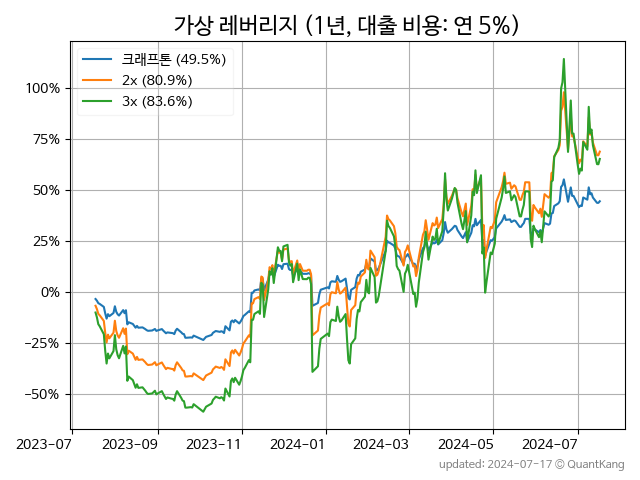 가상 레버리지 (1년, 대출 비용: 연 5%)
크래프톤 (49.5%)
2x (80.9%)
3x (83.6%)
100%
75%
50%
25%
0%
−25%
−50%
2023-07 2023-09 2023-11 2024-01 2024-03 2024-05 2024-07
updated: 2024-07-17 © QuantKang